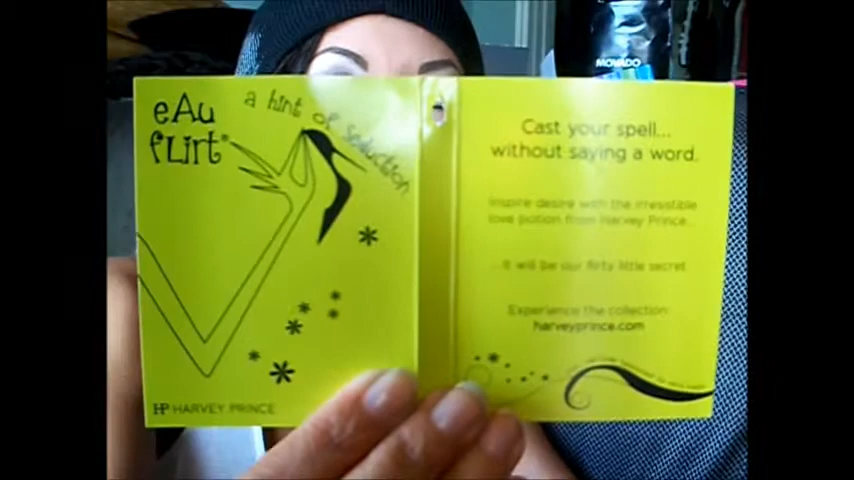 eAu
fLirt®
a hint of seduction
HP HARVEY PRINCE
Cast your spell...
without saying a word.
Inspire desire with the irresistible
love potion from Harvey Prince...
...it will be our flirty little secret
Experience the collection
harveyprince.com
MOVADO